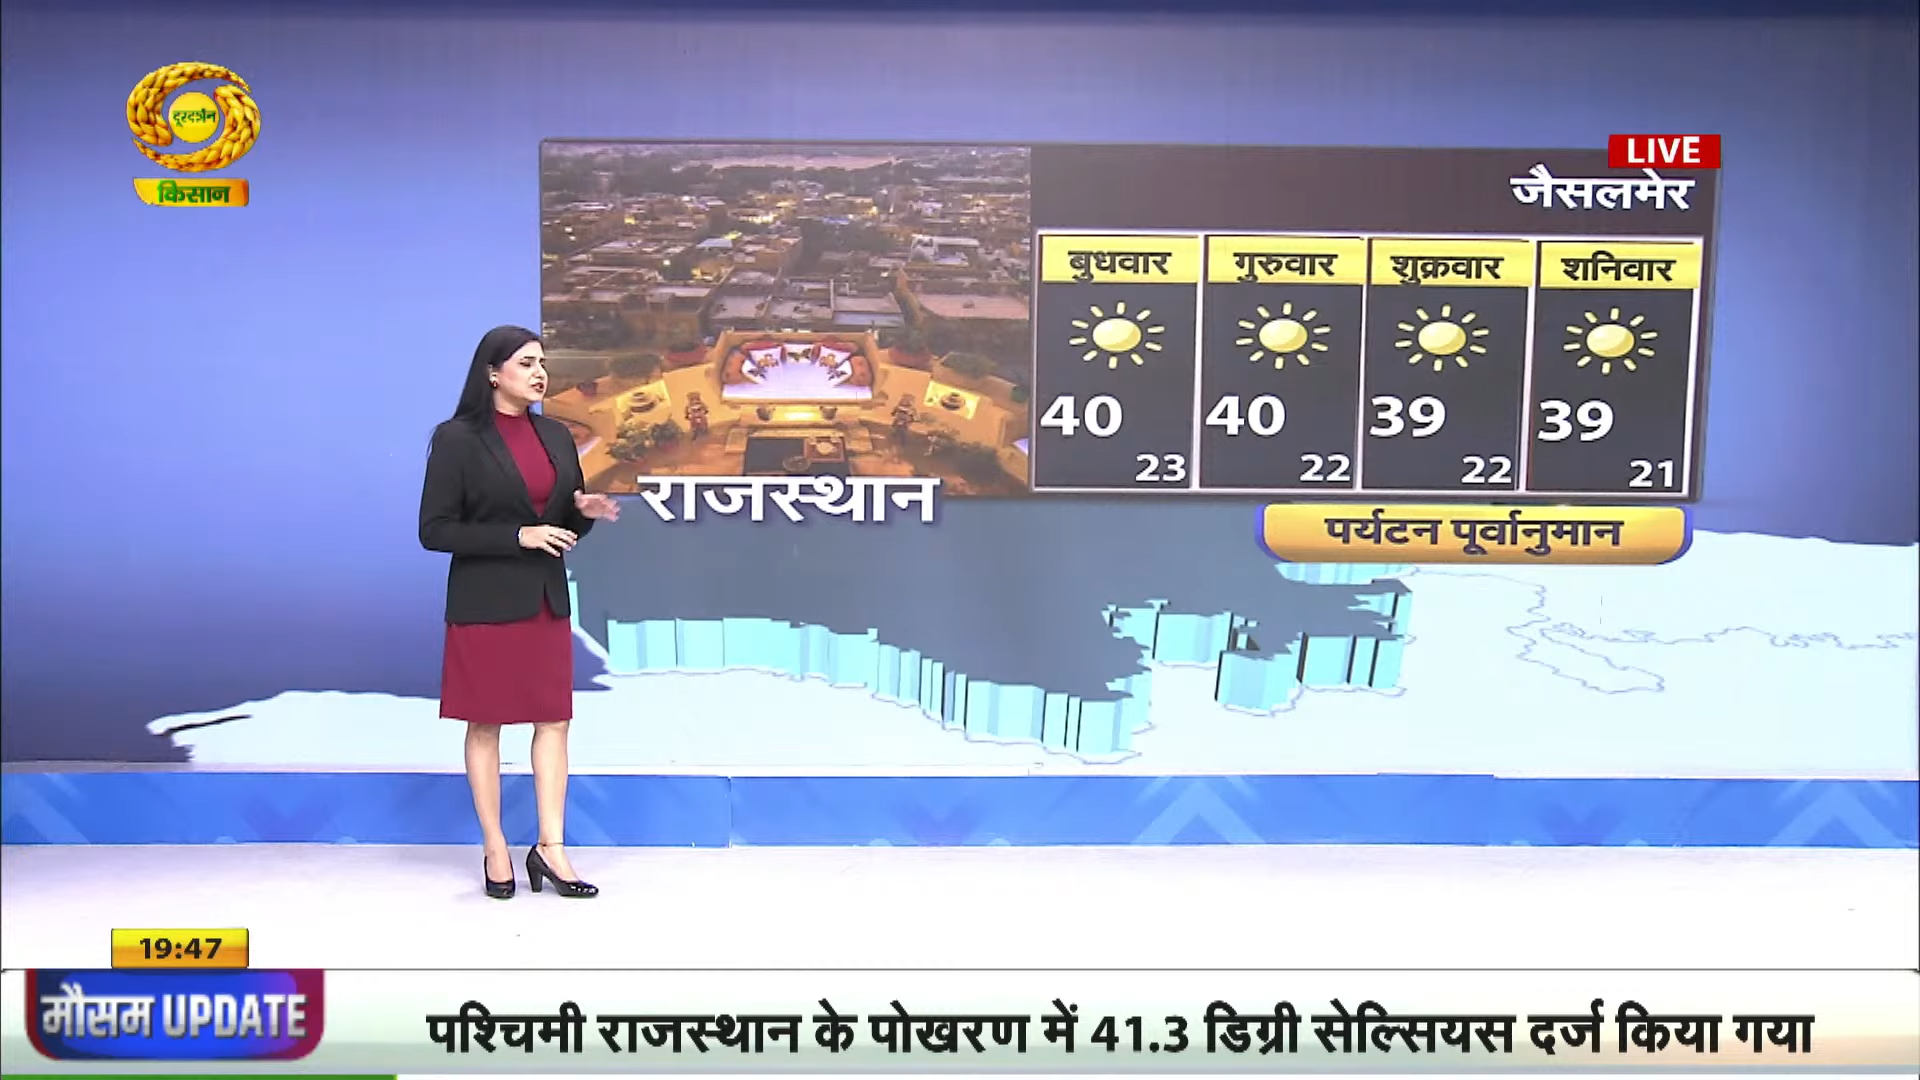 दूरदर्शन
किसान
LIVE
जैसलमेर
बुधवार
गुरुवार
शुक्रवार
शनिवार
40
40
39
39
23
22
22
21
राजस्थान
पर्यटन पूर्वानुमान
19:47
मौसम UPDATE
पश्चिमी राजस्थान के पोखरण में 41.3 डिग्री सेल्सियस दर्ज किया गया